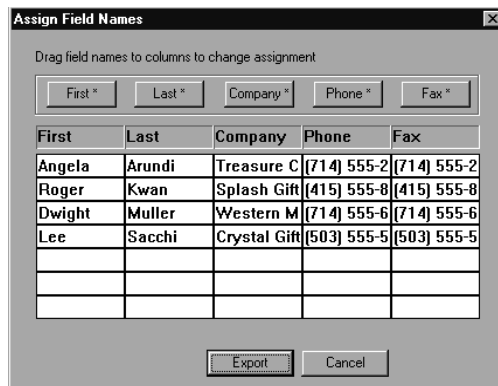 Assign Field Names
Drag field names to columns to change assignment
First * Last * Company * Phone * Fax *
First Last Company Phone Fax
Angela Arundi Treasure C (714) 555-2 (714) 555-2
Roger Kwan Splash Gift (415) 555-8 (415) 555-8
Dwight Muller Western M (714) 555-6 (714) 555-6
Lee Sacchi Crystal Gift (503) 555-5 (503) 555-5
Export Cancel